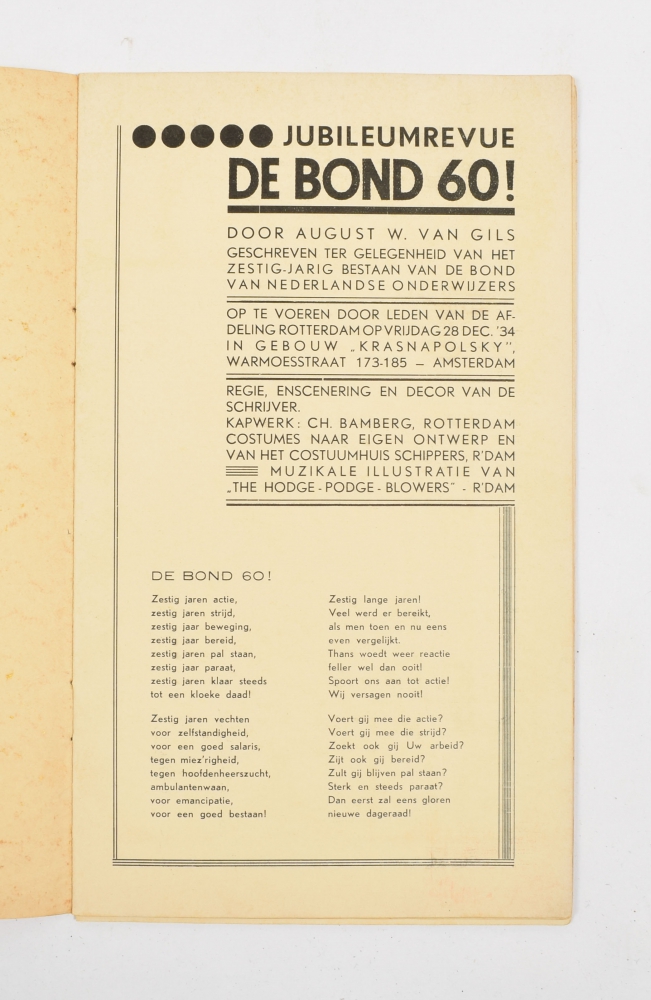 JUBILEUMREVUE
DE BOND 60!
DOOR AUGUST W. VAN GILS
GESCHREVEN TER GELEGENHEID VAN HET
ZESTIG-JARIG BESTAAN VAN DE BOND
VAN NEDERLANDSE ONDERWIJZERS
OP TE VOEREN DOOR LEDEN VAN DE AF-
DELING ROTTERDAM OP VRIJDAG 28 DEC. '34
IN GEBOUW „KRASNAPOLSKY”,
WARMOESSTRAAT 173-185 — AMSTERDAM
REGIE, ENSCENERING EN DECOR VAN DE
SCHRIJVER.
KAPWERK: CH. BAMBERG, ROTTERDAM
COSTUMES NAAR EIGEN ONTWERP EN
VAN HET COSTUUMHUIS SCHIPPERS, R'DAM
MUZIKALE ILLUSTRATIE VAN
„THE HODGE-PODGE-BLOWERS” - R'DAM
DE BOND 60!
Zestig jaren actie,
zestig jaren strijd,
zestig jaar beweging,
zestig jaar bereid,
zestig jaren pal staan,
zestig jaar paraat,
zestig jaren klaar steeds
tot een kloeke daad!
Zestig jaren vechten
voor zelfstandigheid,
voor een goed salaris,
tegen miez'righeid,
tegen hoofdenheerszucht,
ambulantenwaan,
voor emancipatie,
voor een goed bestaan!
Zestig lange jaren!
Veel werd er bereikt,
als men toen en nu eens
even vergelijkt.
Thans woedt weer reactie
feller wel dan ooit!
Spoort ons aan tot actie!
Wij versagen nooit!
Voert gij mee die actie?
Voert gij mee die strijd?
Zoekt ook gij Uw arbeid?
Zijt ook gij bereid?
Zult gij blijven pal staan?
Sterk en steeds paraat?
Dan eerst zal eens gloren
nieuwe dageraad!